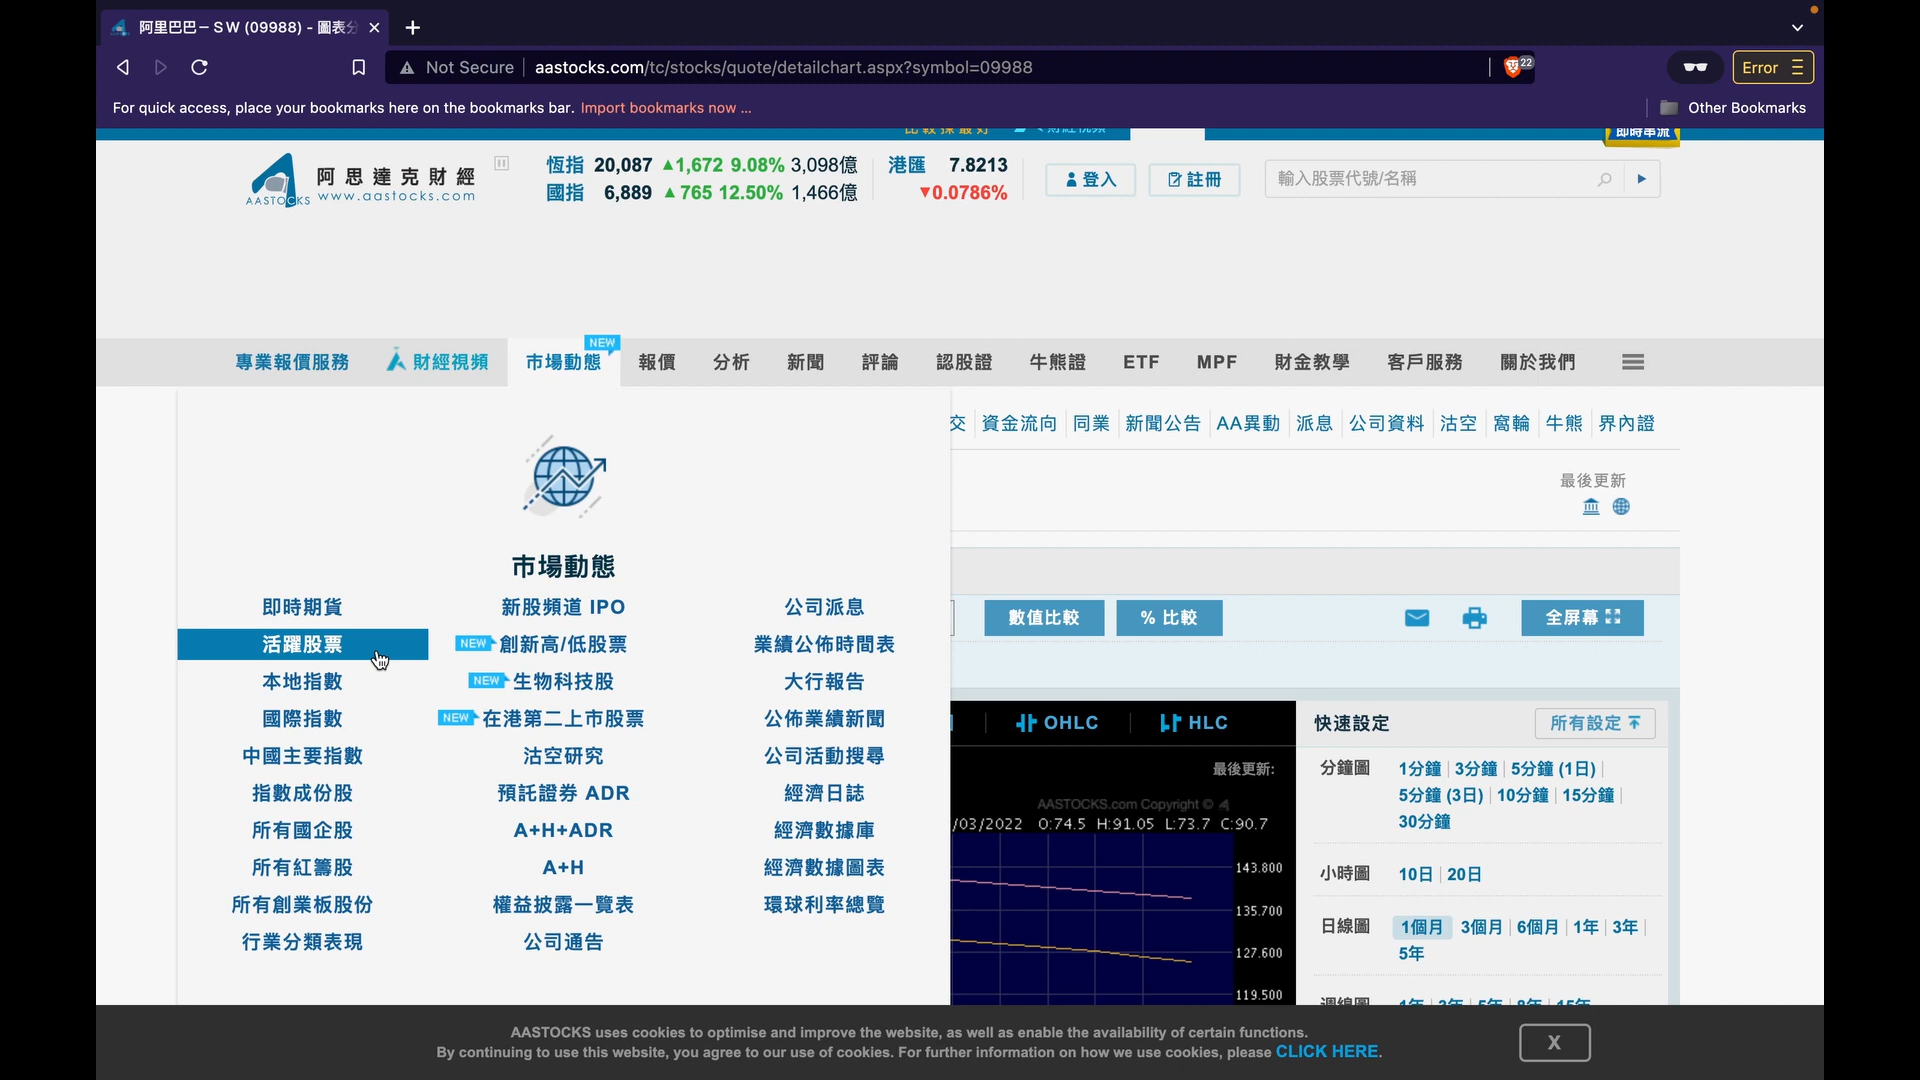 阿里巴巴－ＳＷ (09988) - 圖表分
Not Secure
aastocks.com/tc/stocks/quote/detailchart.aspx?symbol=09988
22
Error
For quick access, place your bookmarks here on the bookmarks bar. Import bookmarks now ...
Other Bookmarks
即時串流
阿思達克財經
www.aastocks.com
AASTOCKS
恆指 20,087 ▲1,672 9.08% 3,098億
國指 6,889 ▲765 12.50% 1,466億
港匯 7.8213
▼0.0786%
登入
註冊
輸入股票代號/名稱
NEW
專業報價服務 財經視頻 市場動態 報價 分析 新聞 評論 認股證 牛熊證 ETF MPF 財金教學 客戶服務 關於我們
交 資金流向 同業 新聞公告 AA異動 派息 公司資料 沽空 窩輪 牛熊 界內證
最後更新
市場動態
即時期貨 新股頻道 IPO 公司派息
活躍股票 NEW 創新高/低股票 業績公佈時間表
本地指數 NEW 生物科技股 大行報告
國際指數 NEW 在港第二上市股票 公佈業績新聞
中國主要指數 沽空研究 公司活動搜尋
指數成份股 預託證券 ADR 經濟日誌
所有國企股 A+H+ADR 經濟數據庫
所有紅籌股 A+H 經濟數據圖表
所有創業板股份 權益披露一覽表 環球利率總覽
行業分類表現 公司通告
數值比較 % 比較 全屏幕
OHLC HLC
最後更新:
AASTOCKS.com Copyright ©
/03/2022 O:74.5 H:91.05 L:73.7 C:90.7
143.800
135.700
127.600
119.500
快速設定 所有設定
分鐘圖 1分鐘 3分鐘 5分鐘 (1日)
5分鐘 (3日) 10分鐘 15分鐘
30分鐘
小時圖 10日 20日
日線圖 1個月 3個月 6個月 1年 3年
5年
AASTOCKS uses cookies to optimise and improve the website, as well as enable the availability of certain functions.
By continuing to use this website, you agree to our use of cookies. For further information on how we use cookies, please CLICK HERE.
X